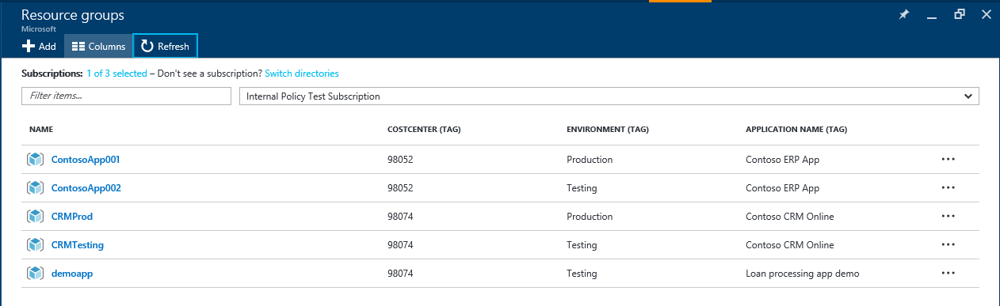 Resource groups
Microsoft
Add Columns Refresh
Subscriptions: 1 of 3 selected – Don't see a subscription? Switch directories
Filter items... Internal Policy Test Subscription
NAME COSTCENTER (TAG) ENVIRONMENT (TAG) APPLICATION NAME (TAG)
ContosoApp001 98052 Production Contoso ERP App
ContosoApp002 98052 Testing Contoso ERP App
CRMProd 98074 Production Contoso CRM Online
CRMTesting 98074 Testing Contoso CRM Online
demoapp 98074 Testing Loan processing app demo